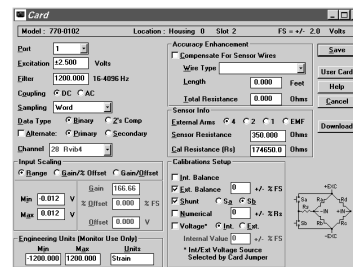 Card
Model: 770-0102 Location: Housing 0 Slot 2 FS = +/- 2.0 Volts
Port 1
Excitation ±2.500 Volts
Filter 1200.000 16-4096 Hz
Coupling DC AC
Sampling Word
Data Type Binary 2's Comp
Alternate: Primary Secondary
Channel 28 Rvib4
Input Scaling
Range Gain/% Offset Gain/Offset
Gain 166.66
Min -0.012 V
% Offset 0.000 % FS
Max 0.012 V
Offset 0.000 V
Engineering Units (Monitor Use Only)
Min Max Units
-1200.000 1200.000 Strain
Accuracy Enhancement
Compensate For Sensor Wires
Wire Type
Length 0.000 Feet
Total Resistance 0.000 Ohms
Sensor Info
External Arms 4 2 1 EMF
Sensor Resistance 350.000 Ohms
Cal Resistance (Rs) 174650.0 Ohms
Calibrations Setup
Int. Balance
Ext. Balance 0 +/- % FS
Shunt Sa Sb
Numerical 0 +/- % Rs
Voltage* Int. Ext.
Internal Value 0 +/- % FS
* Int/Ext Voltage Source
Selected by Card Jumper
Save
User Card
Help
Cancel
Download
+EXC
-EXC